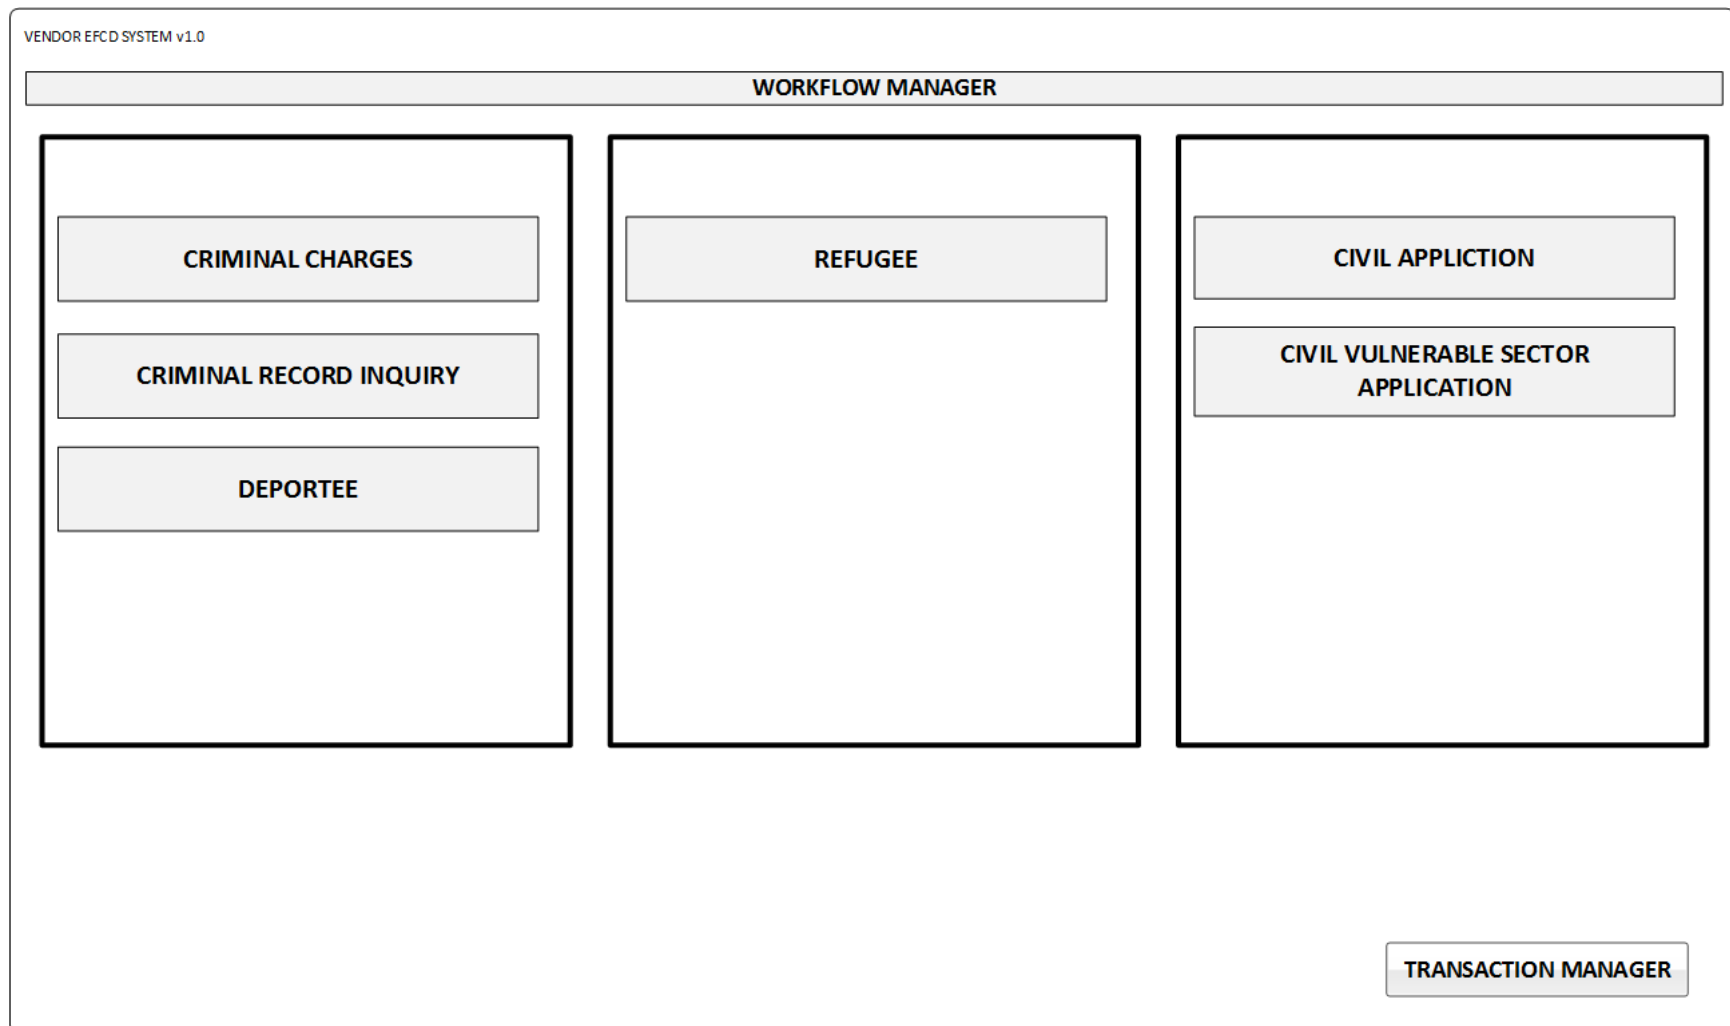 VENDOR EFCD SYSTEM v1.0
WORKFLOW MANAGER
CRIMINAL CHARGES
CRIMINAL RECORD INQUIRY
DEPORTEE
REFUGEE
CIVIL APPLICTION
CIVIL VULNERABLE SECTOR
APPLICATION
TRANSACTION MANAGER